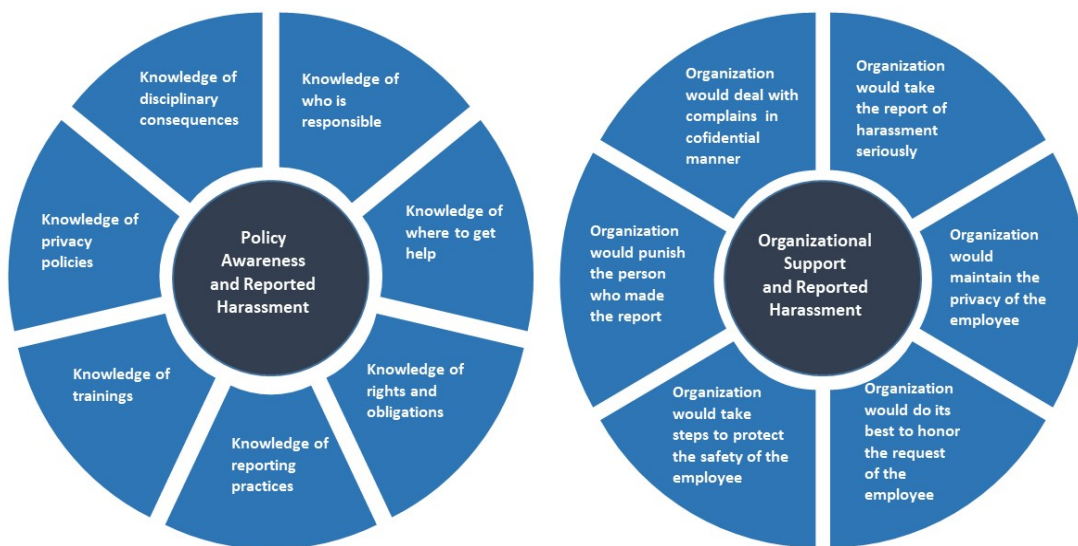 Knowledge of
disciplinary
consequences
Knowledge of
who is
responsible
Knowledge of
where to get
help
Knowledge of
rights and
obligations
Knowledge of
reporting
practices
Knowledge of
trainings
Knowledge of
privacy
policies
Policy
Awareness
and Reported
Harassment
Organization
would deal with
complains in
cofidential
manner
Organization
would take
the report of
harassment
seriously
Organization
would
maintain the
privacy of the
employee
Organization
would do its
best to honor
the request
of the
employee
Organization
would take
steps to protect
the safety of the
employee
Organization
would punish
the person
who made
the report
Organizational
Support
and Reported
Harassment